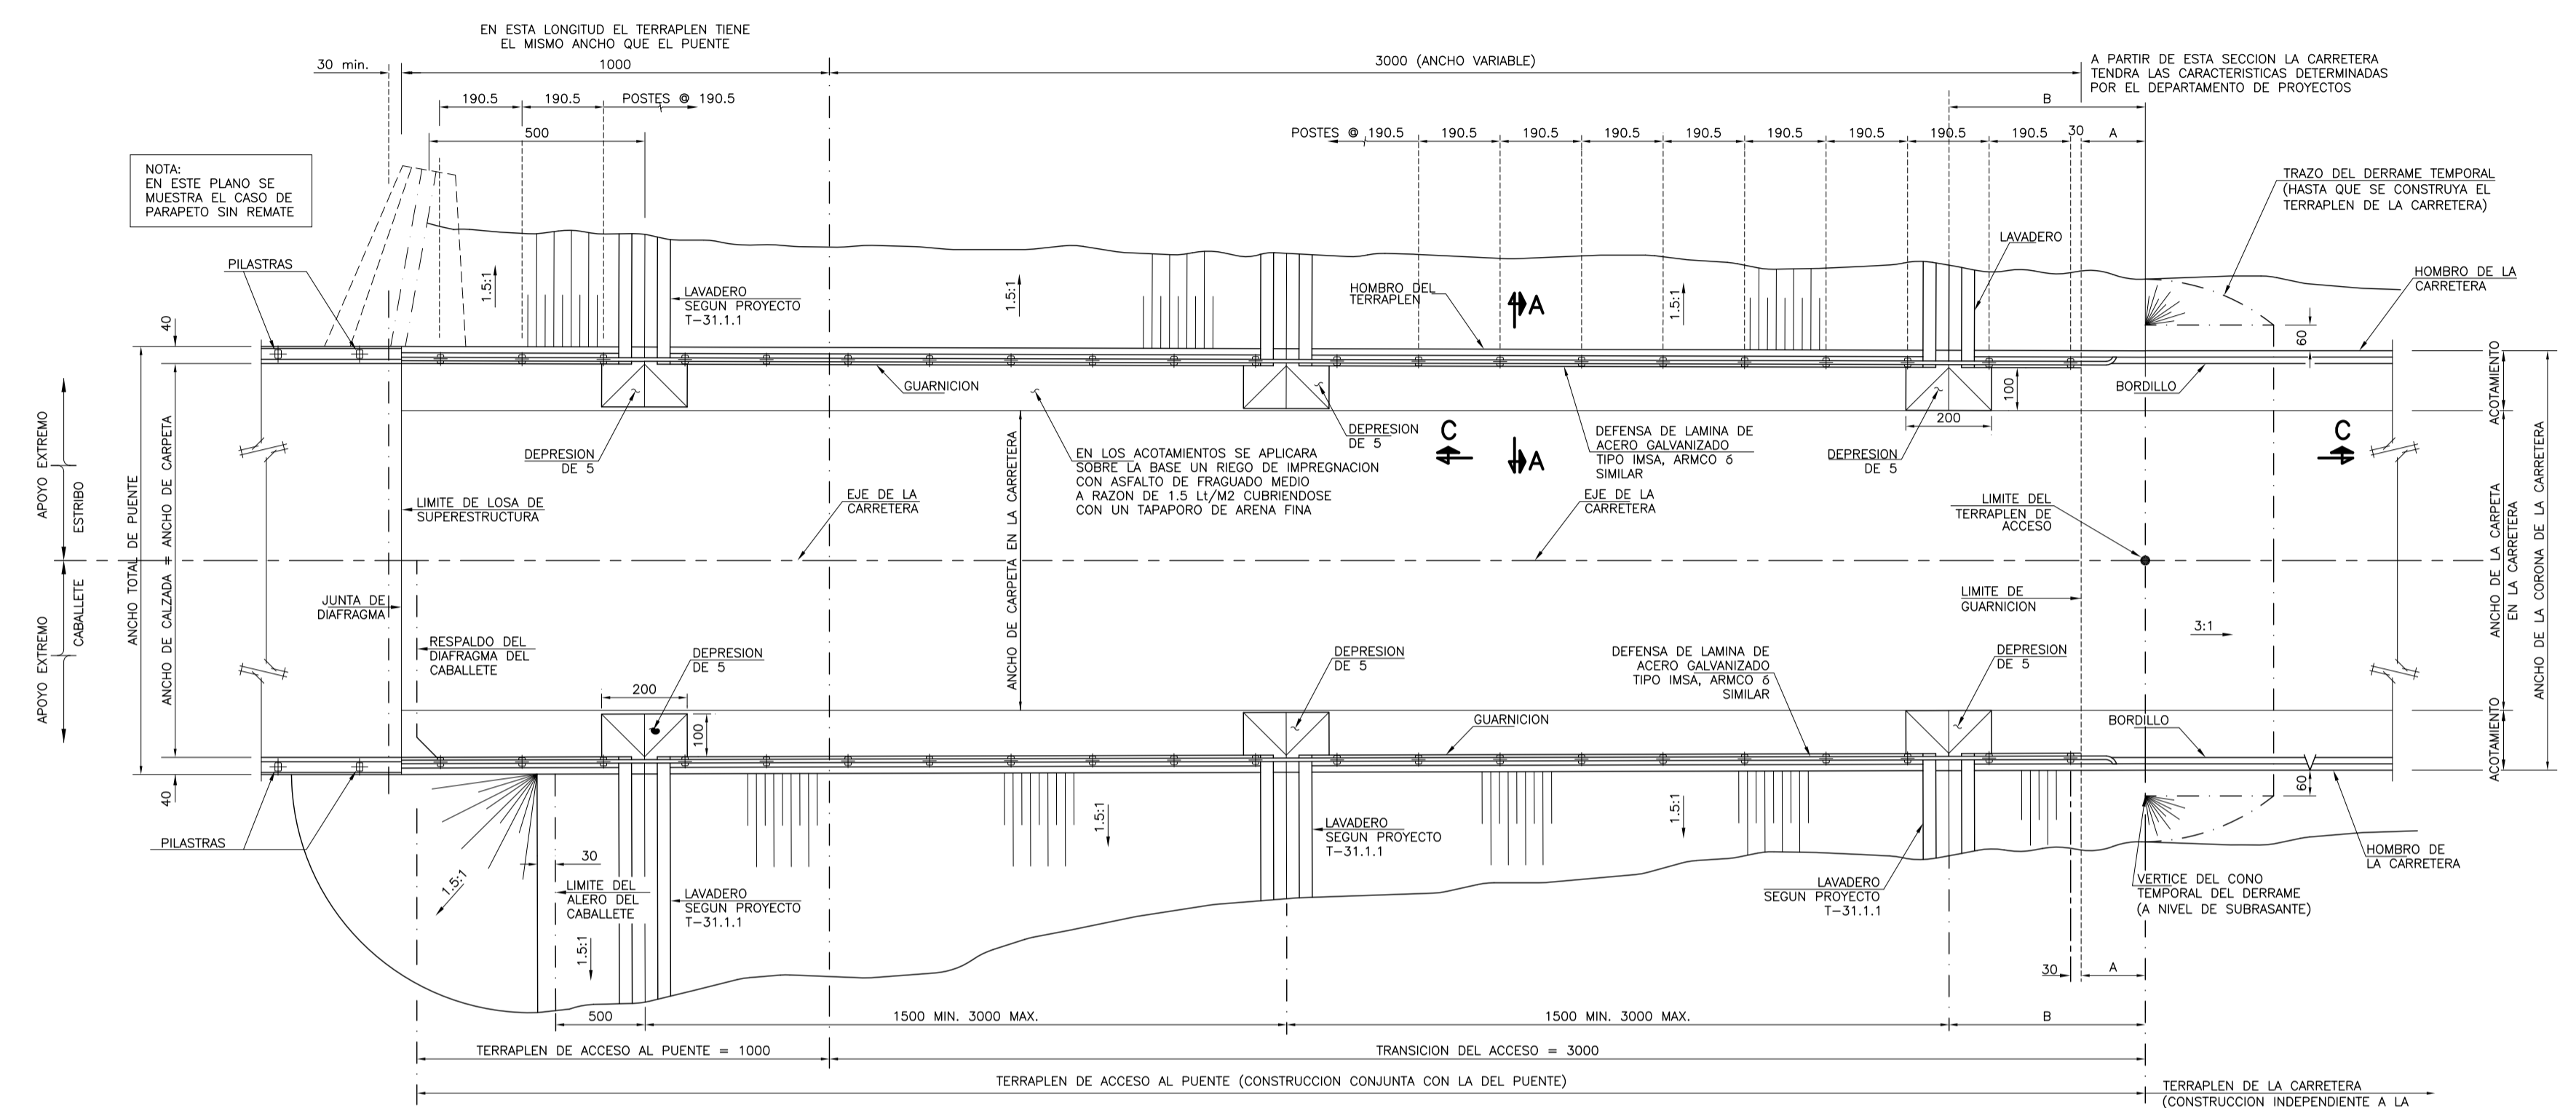 EN ESTA LONGITUD EL TERRAPLEN TIENE
EL MISMO ANCHO QUE EL PUENTE
30 min.
1000
3000 (ANCHO VARIABLE)
A PARTIR DE ESTA SECCION LA CARRETERA
TENDRA LAS CARACTERISTICAS DETERMINADAS
POR EL DEPARTAMENTO DE PROYECTOS
190.5
190.5
POSTES @ 190.5
B
500
POSTES @ 190.5
190.5
190.5
190.5
190.5
190.5
190.5
190.5
190.5
30
A
NOTA:
EN ESTE PLANO SE
MUESTRA EL CASO DE
PARAPETO SIN REMATE
TRAZO DEL DERRAME TEMPORAL
(HASTA QUE SE CONSTRUYA EL
TERRAPLEN DE LA CARRETERA)
PILASTRAS
1.5:1
LAVADERO
SEGUN PROYECTO
T-31.1.1
1.5:1
HOMBRO DEL
TERRAPLEN
A
1.5:1
LAVADERO
HOMBRO DE LA
CARRETERA
40
60
GUARNICION
BORDILLO
100
200
ACOTAMIENTO
DEPRESION
DE 5
EN LOS ACOTAMIENTOS SE APLICARA
SOBRE LA BASE UN RIEGO DE IMPREGNACION
CON ASFALTO DE FRAGUADO MEDIO
A RAZON DE 1.5 Lt/M2 CUBRIENDOSE
CON UN TAPAPORO DE ARENA FINA
DEPRESION
DE 5
C
A
DEFENSA DE LAMINA DE
ACERO GALVANIZADO
TIPO IMSA, ARMCO 6
SIMILAR
DEPRESION
DE 5
C
APOYO EXTREMO
ESTRIBO
ANCHO TOTAL DE PUENTE
ANCHO DE CALZADA = ANCHO DE CARPETA
LIMITE DE LOSA DE
SUPERESTRUCTURA
EJE DE LA
CARRETERA
ANCHO DE CARPETA EN LA CARRETERA
EJE DE LA
CARRETERA
LIMITE DEL
TERRAPLEN DE
ACCESO
ANCHO DE LA CARPETA
EN LA CARRETERA
ANCHO DE LA CORONA DE LA CARRETERA
APOYO EXTREMO
CABALLETE
JUNTA DE
DIAFRAGMA
LIMITE DE
GUARNICION
RESPALDO DEL
DIAFRAGMA DEL
CABALLETE
DEPRESION
DE 5
DEPRESION
DE 5
DEFENSA DE LAMINA DE
ACERO GALVANIZADO
TIPO IMSA, ARMCO 6
SIMILAR
DEPRESION
DE 5
3:1
200
100
GUARNICION
BORDILLO
ACOTAMIENTO
40
60
PILASTRAS
1.5:1
30
LIMITE DEL
ALERO DEL
CABALLETE
1.5:1
LAVADERO
SEGUN PROYECTO
T-31.1.1
1.5:1
LAVADERO
SEGUN PROYECTO
T-31.1.1
1.5:1
LAVADERO
SEGUN PROYECTO
T-31.1.1
VERTICE DEL CONO
TEMPORAL DEL DERRAME
(A NIVEL DE SUBRASANTE)
HOMBRO DE
LA CARRETERA
30
A
500
1500 MIN. 3000 MAX.
1500 MIN. 3000 MAX.
B
TERRAPLEN DE ACCESO AL PUENTE = 1000
TRANSICION DEL ACCESO = 3000
TERRAPLEN DE ACCESO AL PUENTE (CONSTRUCCION CONJUNTA CON LA DEL PUENTE)
TERRAPLEN DE LA CARRETERA
(CONSTRUCCION INDEPENDIENTE A LA